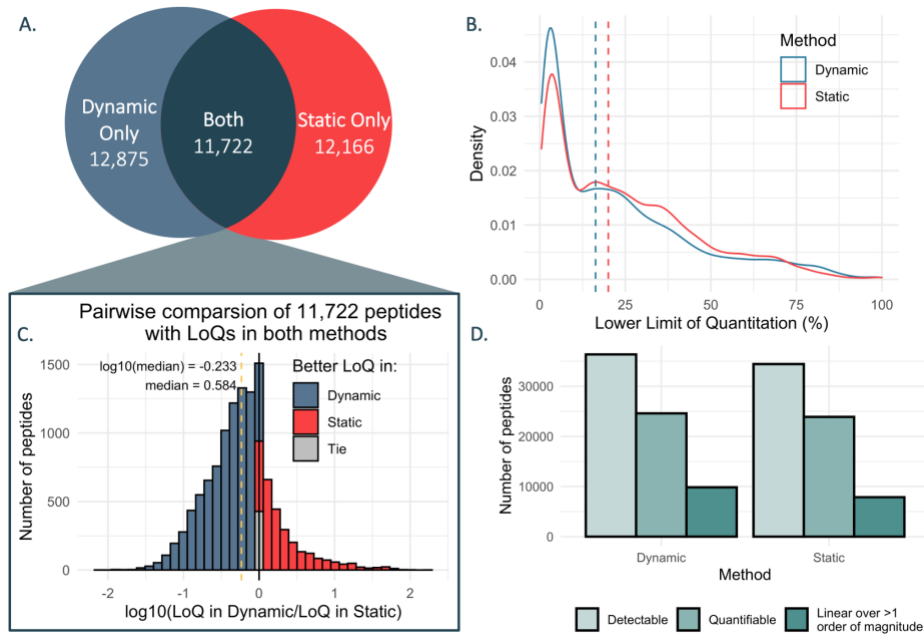 A.
Dynamic
Only
12,875
Both
11,722
Static Only
12,166
B.
Method
Dynamic
Static
0.04
0.03
0.02
0.01
0.00
Density
0
25
50
75
100
Lower Limit of Quantitation (%)
C.
Pairwise comparsion of 11,722 peptides
with LoQs in both methods
log10(median) = -0.233
median = 0.584
Better LoQ in:
Dynamic
Static
Tie
1500
1000
500
0
Number of peptides
-2
-1
0
1
2
log10(LoQ in Dynamic/LoQ in Static)
D.
30000
20000
10000
0
Number of peptides
Dynamic
Static
Method
Detectable
Quantifiable
Linear over >1
order of magnitude